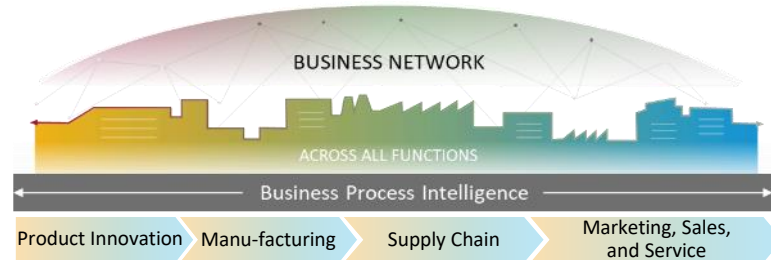 BUSINESS NETWORK
ACROSS ALL FUNCTIONS
Business Process Intelligence
Product Innovation
Manu-facturing
Supply Chain
Marketing, Sales,
and Service